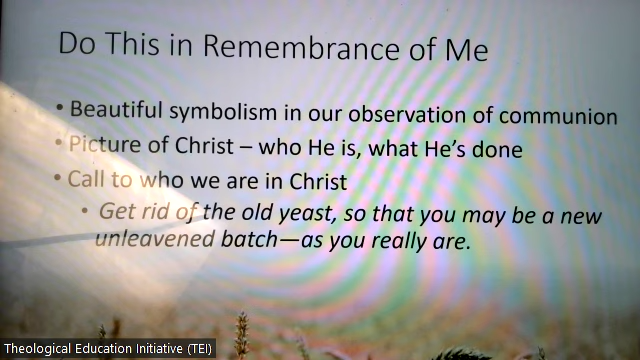 Do This in Remembrance of Me
• Beautiful symbolism in our observation of communion
• Picture of Christ – who He is, what He's done
• Call to who we are in Christ
• Get rid of the old yeast, so that you may be a new
unleavened batch—as you really are.
Theological Education Initiative (TEI)